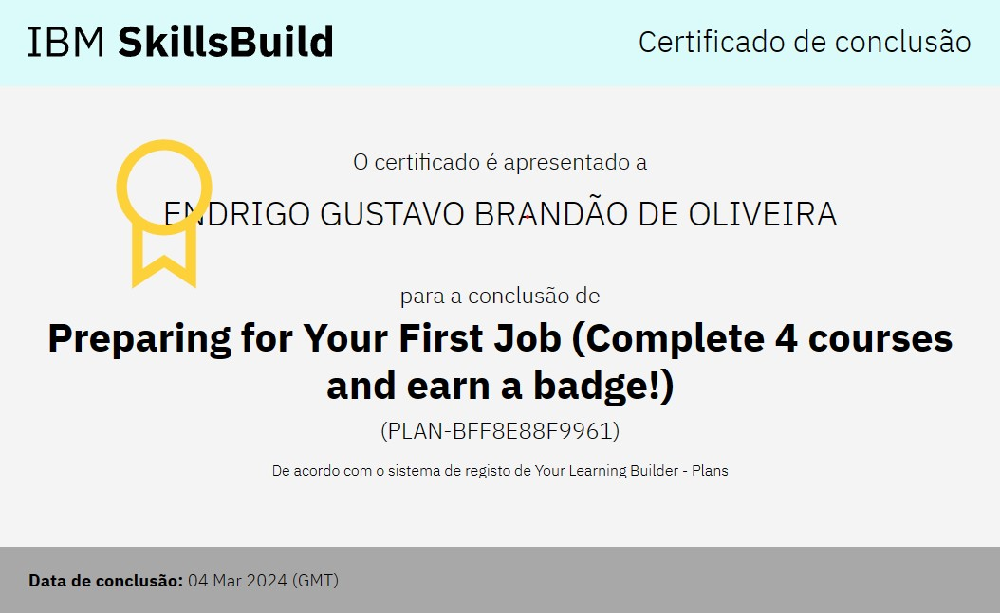 IBM SkillsBuild
Certificado de conclusão
O certificado é apresentado a
ENDRIGO GUSTAVO BRANDÃO DE OLIVEIRA
para a conclusão de
Preparing for Your First Job (Complete 4 courses
and earn a badge!)
(PLAN-BFF8E88F9961)
De acordo com o sistema de registo de Your Learning Builder - Plans
Data de conclusão: 04 Mar 2024 (GMT)